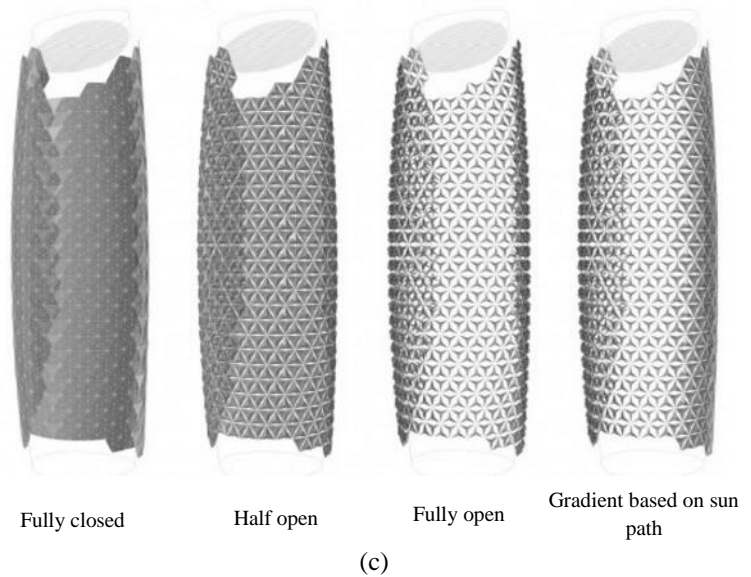 Fully closed
Half open
Fully open
Gradient based on sun
path
(c)